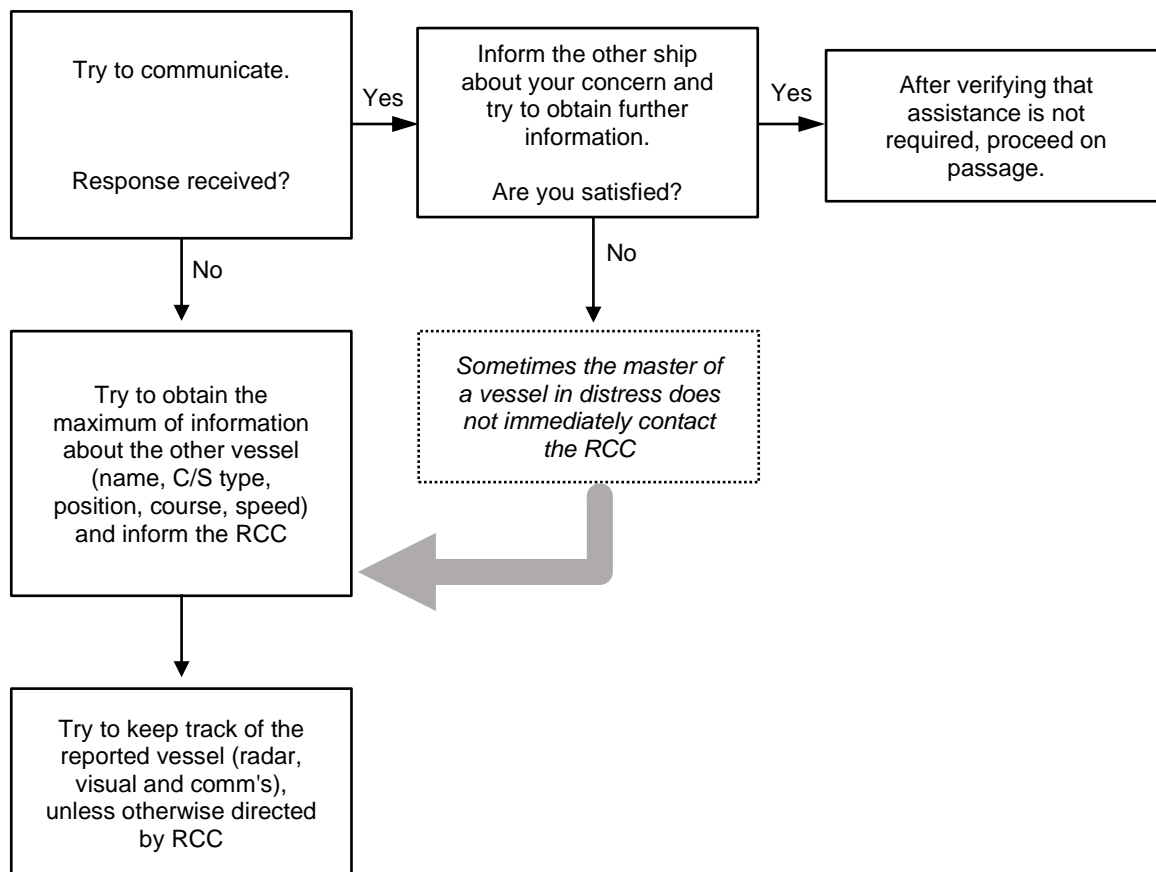 Try to communicate.
Response received?
Yes
Inform the other ship
about your concern and
try to obtain further
information.
Are you satisfied?
Yes
After verifying that
assistance is not
required, proceed on
passage.
No
No
Try to obtain the
maximum of information
about the other vessel
(name, C/S type,
position, course, speed)
and inform the RCC
Sometimes the master of
a vessel in distress does
not immediately contact
the RCC
Try to keep track of the
reported vessel (radar,
visual and comm's),
unless otherwise directed
by RCC